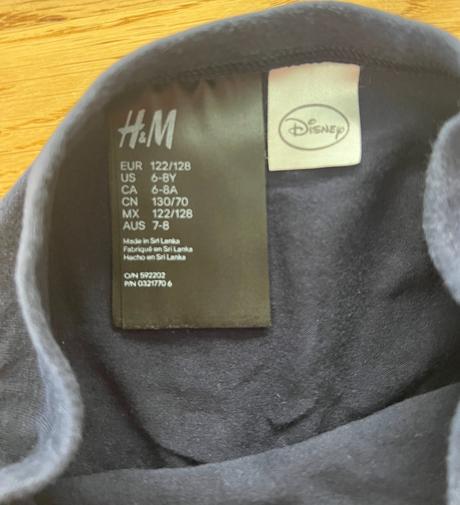 H&M
EUR 122/128
US 6-8Y
CA 6-8A
CN 130/70
MX 122/128
AUS 7-8
Made in Sri Lanka
Fabriqué en Sri Lanka
Hecho en Sri Lanka
O/N 592202
P/N 0321770 6
Disney